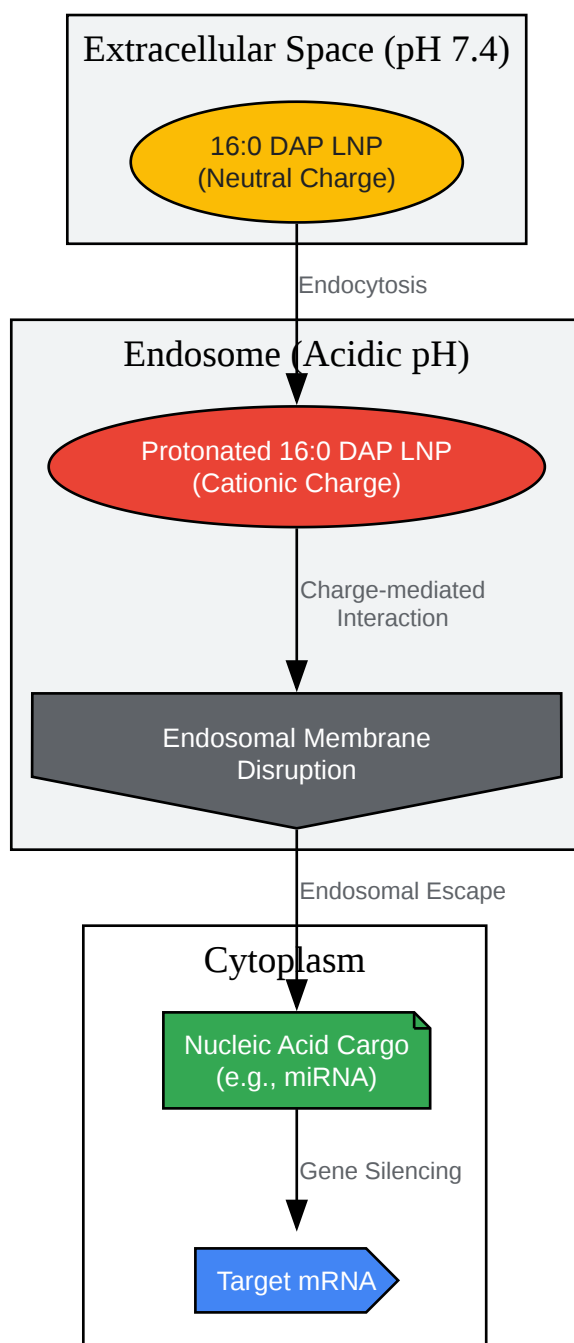 Extracellular Space (pH 7.4)
16:0 DAP LNP
(Neutral Charge)
Endocytosis
Endosome (Acidic pH)
Protonated 16:0 DAP LNP
(Cationic Charge)
Charge-mediated
Interaction
Endosomal Membrane
Disruption
Endosomal Escape
Cytoplasm
Nucleic Acid Cargo
(e.g., miRNA)
Gene Silencing
Target mRNA